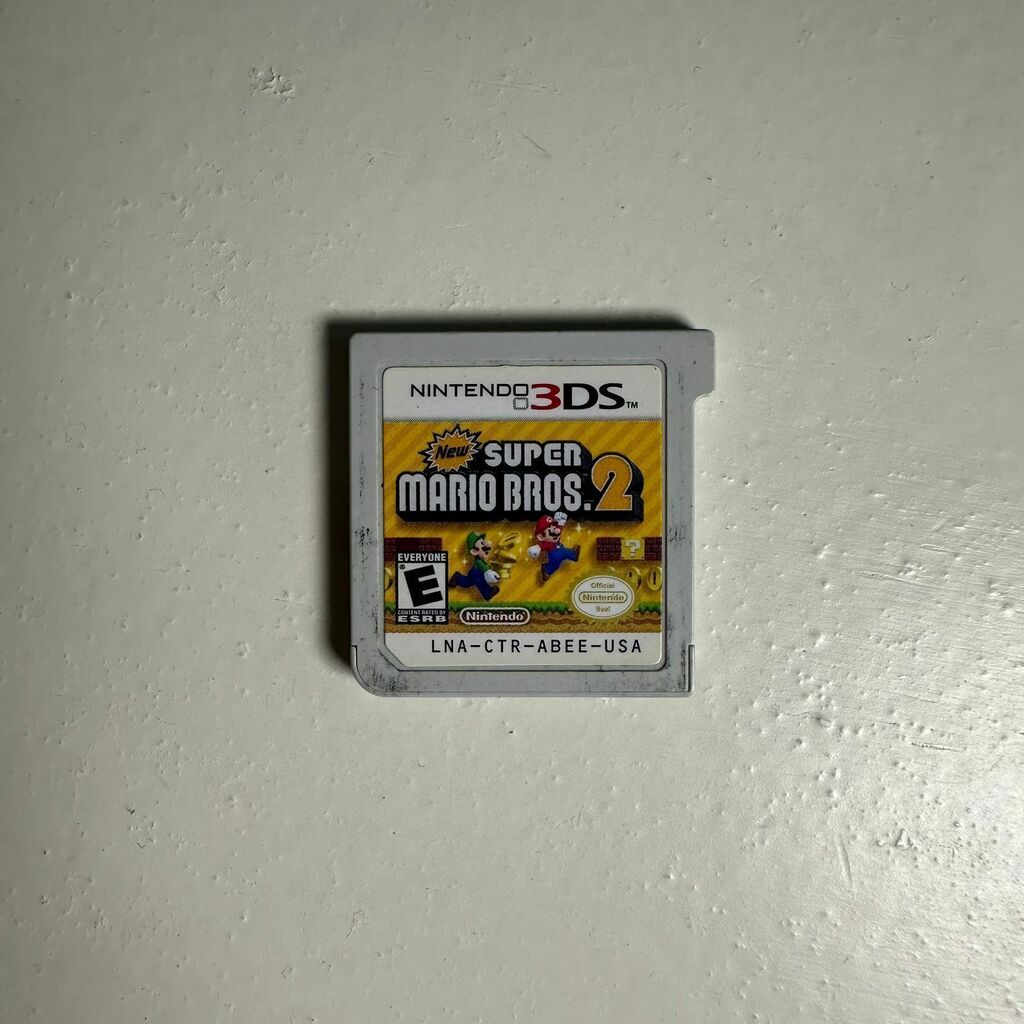 NINTENDO 3DS™
New SUPER
MARIO BROS. 2
EVERYONE
E
CONTENT RATED BY
ESRB
?
Nintendo®
Official
Nintendo
Seal
LNA-CTR-ABEE-USA